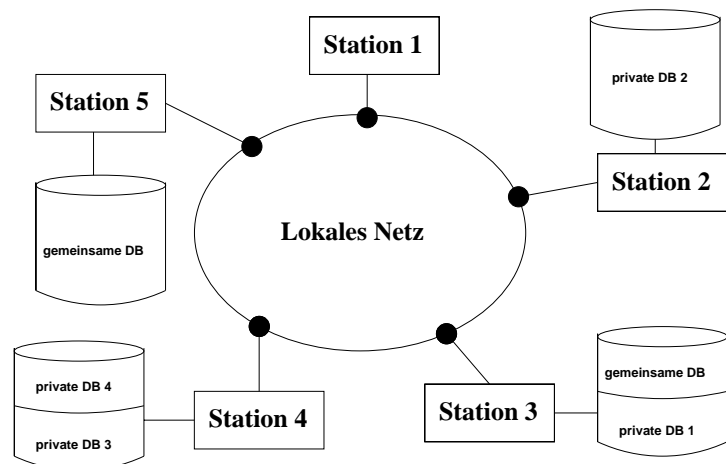 Station 1
private DB 2
Station 5
Station 2
Lokales Netz
gemeinsame DB
private DB 4
private DB 3
Station 4
Station 3
gemeinsame DB
private DB 1